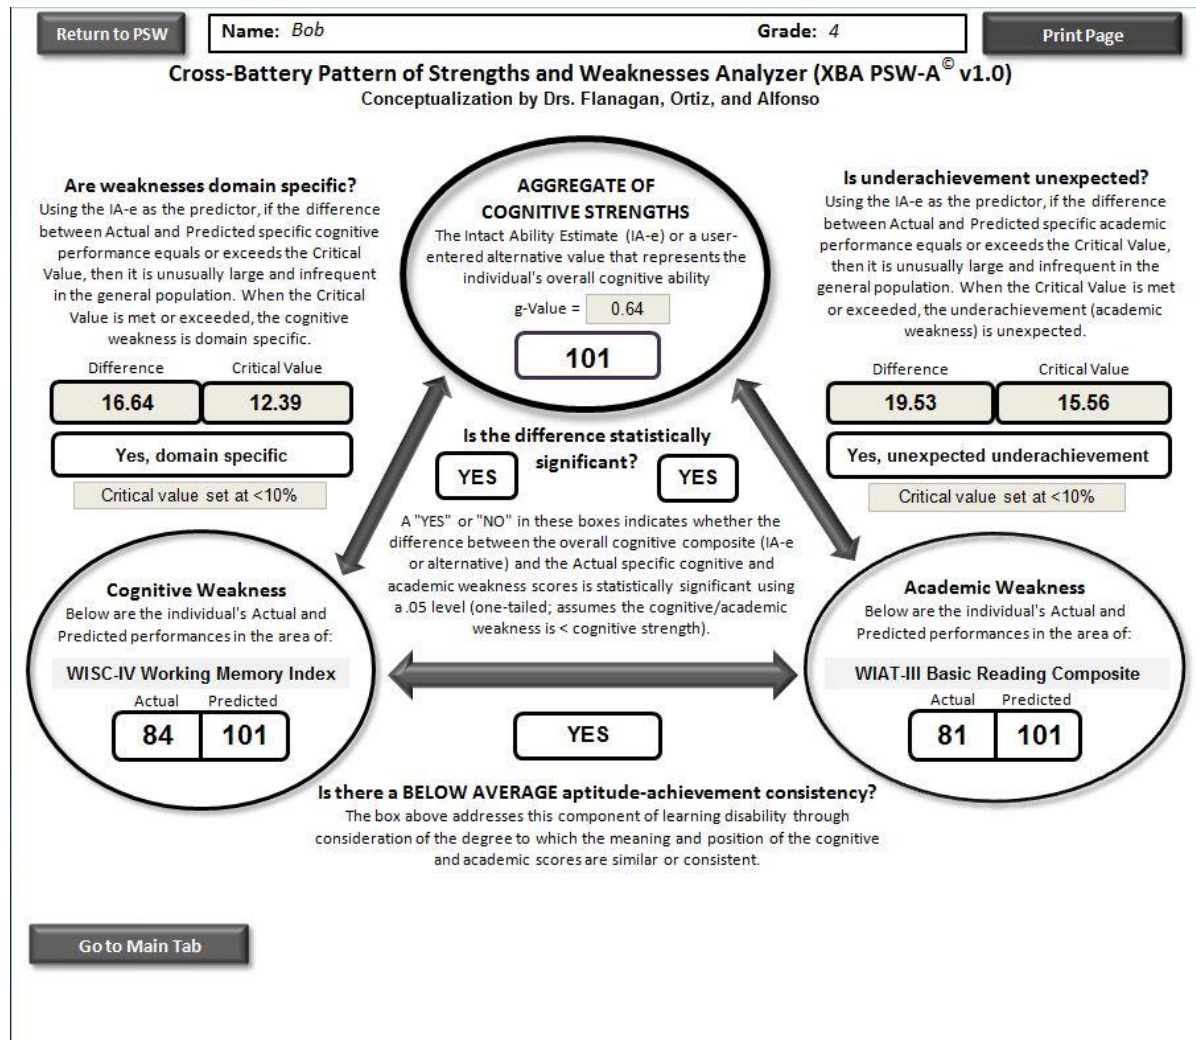 Return to PSW
Name: Bob
Grade: 4
Print Page
Cross-Battery Pattern of Strengths and Weaknesses Analyzer (XBA PSW-A© v1.0)
Conceptualization by Drs. Flanagan, Ortiz, and Alfonso
Are weaknesses domain specific?
Using the IA-e as the predictor, if the difference
between Actual and Predicted specific cognitive
performance equals or exceeds the Critical
Value, then it is unusually large and infrequent
in the general population. When the Critical
Value is met or exceeded, the cognitive
weakness is domain specific.
Difference Critical Value
16.64 12.39
Yes, domain specific
Critical value set at <10%
AGGREGATE OF
COGNITIVE STRENGTHS
The Intact Ability Estimate (IA-e) or a user-
entered alternative value that represents the
individual's overall cognitive ability
g-Value = 0.64
101
Is underachievement unexpected?
Using the IA-e as the predictor, if the difference
between Actual and Predicted specific academic
performance equals or exceeds the Critical Value,
then it is unusually large and infrequent in the
general population. When the Critical Value is met
or exceeded, the underachievement (academic
weakness) is unexpected.
Difference Critical Value
19.53 15.56
Yes, unexpected underachievement
Critical value set at <10%
Is the difference statistically
significant?
YES YES
A "YES" or "NO" in these boxes indicates whether the
difference between the overall cognitive composite (IA-e
or alternative) and the Actual specific cognitive and
academic weakness scores is statistically significant using
a .05 level (one-tailed; assumes the cognitive/academic
weakness is < cognitive strength).
Cognitive Weakness
Below are the individual's Actual and
Predicted performances in the area of:
WISC-IV Working Memory Index
Actual Predicted
84 101
Academic Weakness
Below are the individual's Actual and
Predicted performances in the area of:
WIAT-III Basic Reading Composite
Actual Predicted
81 101
YES
Is there a BELOW AVERAGE aptitude-achievement consistency?
The box above addresses this component of learning disability through
consideration of the degree to which the meaning and position of the cognitive
and academic scores are similar or consistent.
Go to Main Tab